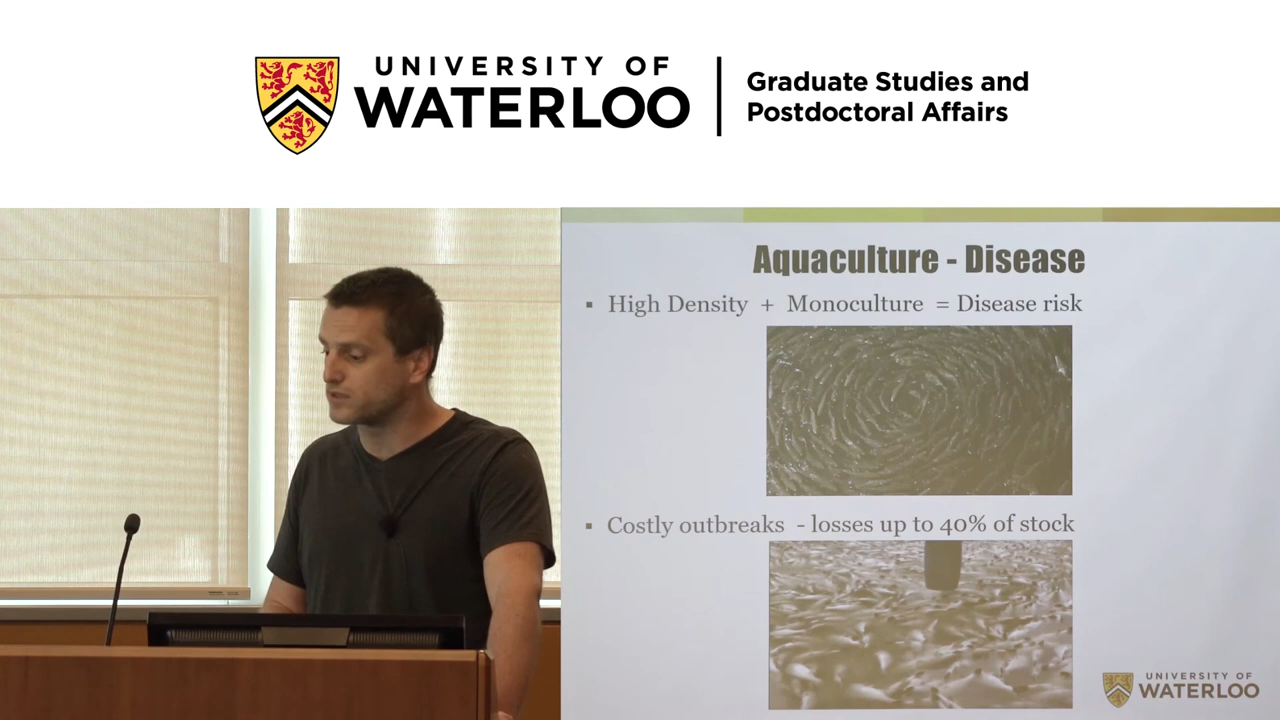 UNIVERSITY OF
WATERLOO
Graduate Studies and
Postdoctoral Affairs
Aquaculture - Disease
▪ High Density + Monoculture = Disease risk
▪ Costly outbreaks - losses up to 40% of stock
UNIVERSITY OF
WATERLOO